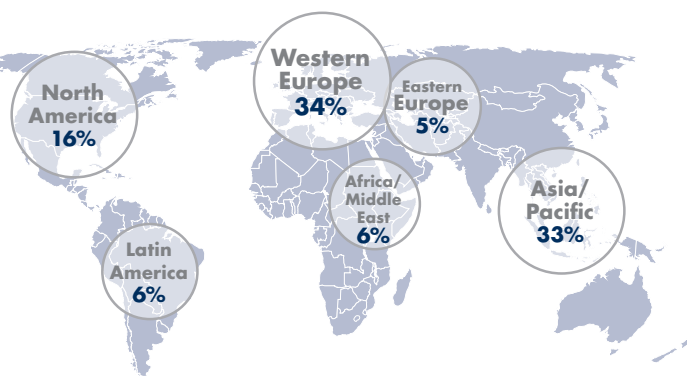 North
America
16%
Western
Europe
34%
Eastern
Europe
5%
Africa/
Middle
East
6%
Asia/
Pacific
33%
Latin
America
6%